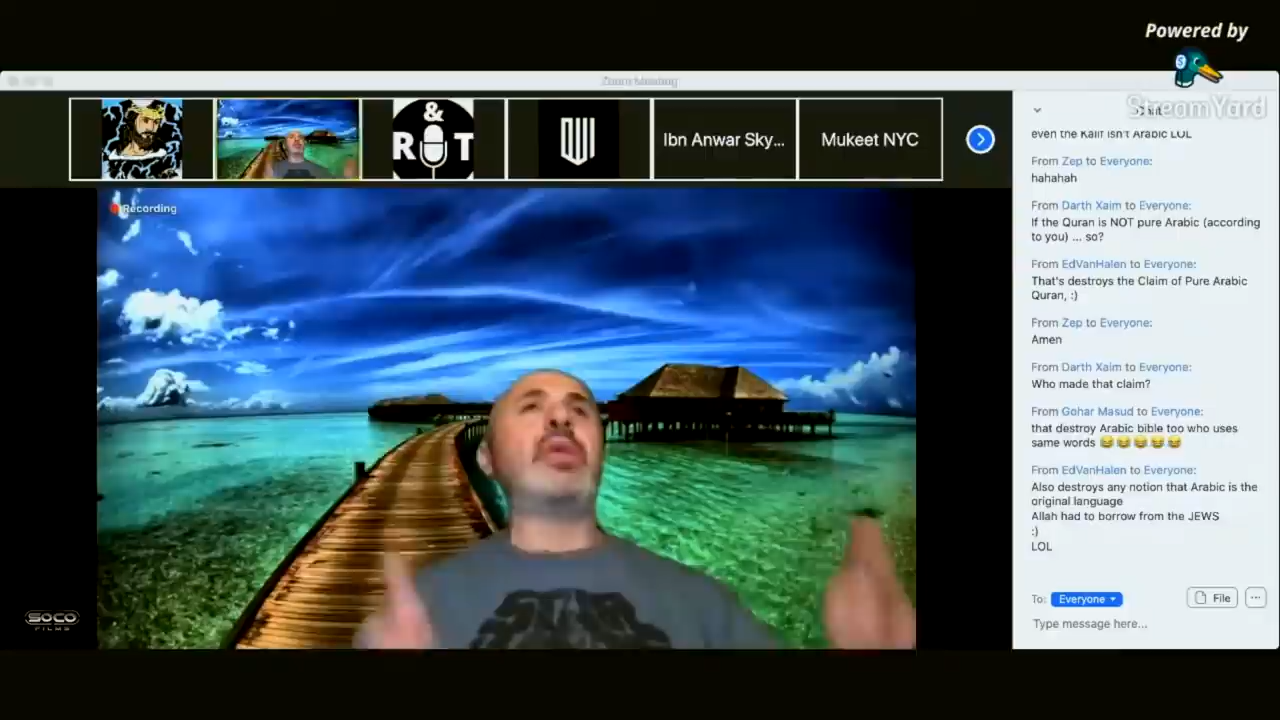 Powered by
StreamYard
Zoom Meeting
&
R T
Ibn Anwar Sky...
Mukeet NYC
Recording
even the Kalif isn't Arabic LOL
From Zep to Everyone:
hahahah
From Darth Xaim to Everyone:
If the Quran is NOT pure Arabic (according
to you) ... so?
From EdVanHalen to Everyone:
That's destroys the Claim of Pure Arabic
Quran, :)
From Zep to Everyone:
Amen
From Darth Xaim to Everyone:
Who made that claim?
From Gohar Masud to Everyone:
that destroy Arabic bible too who uses
same words 😂😂😂😂😂
From EdVanHalen to Everyone:
Also destroys any notion that Arabic is the
original language
Allah had to borrow from the JEWS
:)
LOL
To: Everyone
File
...
Type message here...
SOCO
FILMS